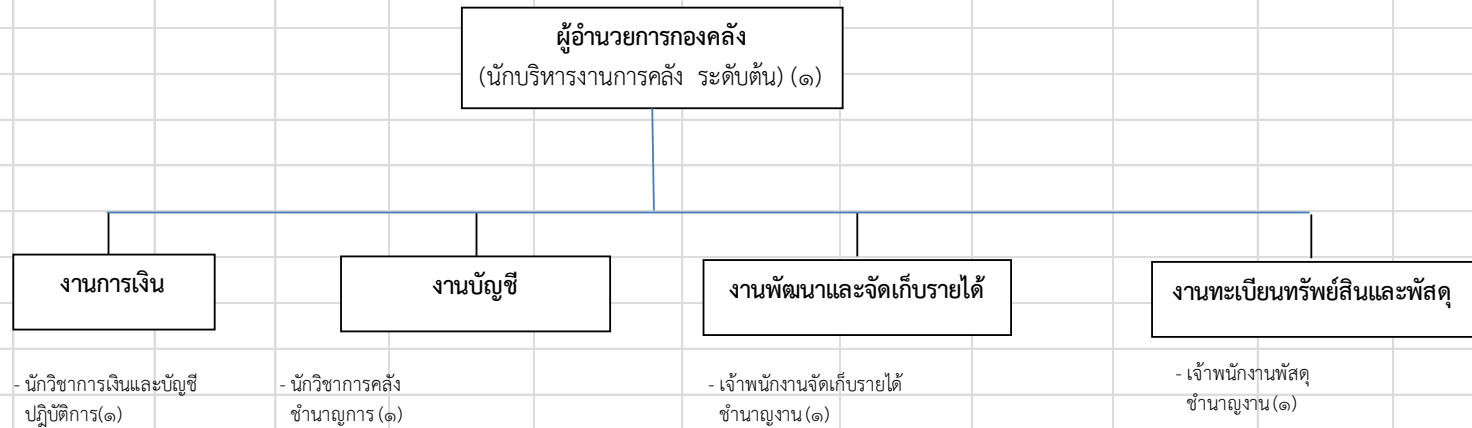 ผู้อำนวยการกองคลัง
(นักบริหารงานการคลัง ระดับต้น) (๑)
งานการเงิน
งานบัญชี
งานพัฒนาและจัดเก็บรายได้
งานทะเบียนทรัพย์สินและพัสดุ
- นักวิชาการเงินและบัญชี
ปฎิบัติการ(๑)
- นักวิชาการคลัง
ชำนาญการ (๑)
- เจ้าพนักงานจัดเก็บรายได้
ชำนาญงาน (๑)
- เจ้าพนักงานพัสดุ
ชำนาญงาน (๑)